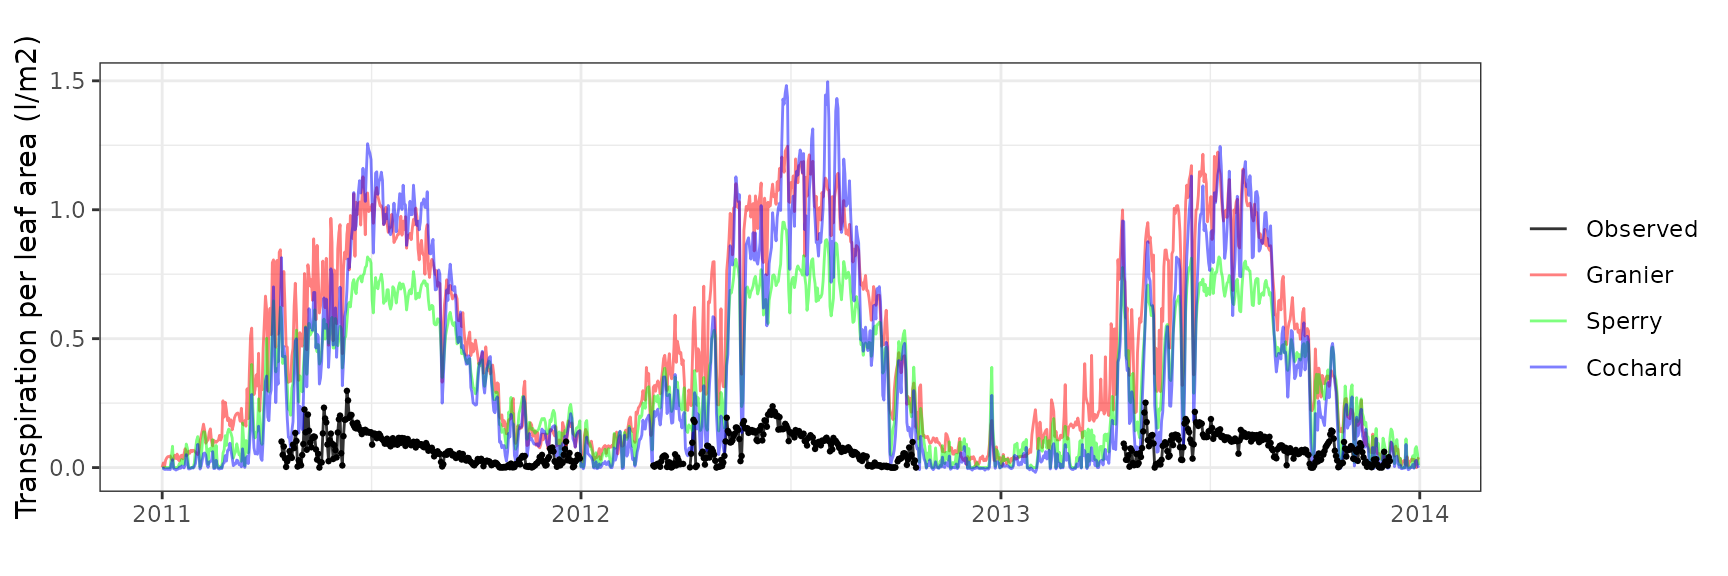 Transpiration per leaf area (l/m2)
1.5
1.0
0.5
0.0
2011
2012
2013
2014
Observed
Granier
Sperry
Cochard